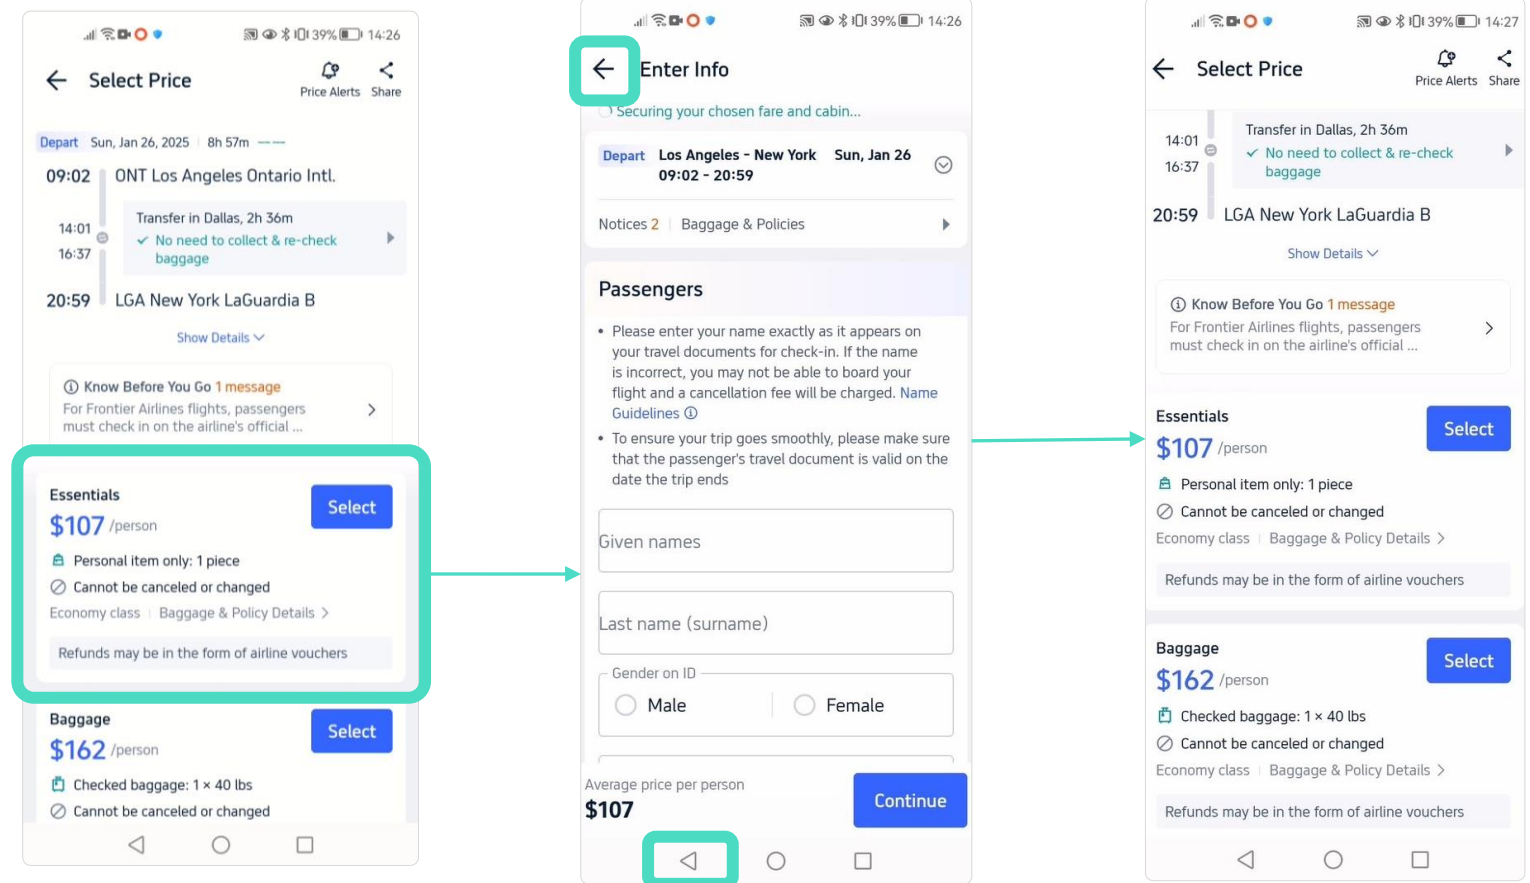 39% 14:26
Select Price
Price Alerts Share
Depart Sun, Jan 26, 2025 8h 57m
09:02 ONT Los Angeles Ontario Intl.
Transfer in Dallas, 2h 36m
14:01
No need to collect & re-check
16:37
baggage
20:59 LGA New York LaGuardia B
Show Details
Know Before You Go 1 message
For Frontier Airlines flights, passengers
must check in on the airline's official ...
Essentials
Select
$107 /person
Personal item only: 1 piece
Cannot be canceled or changed
Economy class Baggage & Policy Details >
Refunds may be in the form of airline vouchers
Baggage
Select
$162 /person
Checked baggage: 1 × 40 lbs
Cannot be canceled or changed
39% 14:26
Enter Info
Securing your chosen fare and cabin...
Depart Los Angeles - New York Sun, Jan 26
09:02 - 20:59
Notices 2 Baggage & Policies
Passengers
• Please enter your name exactly as it appears on
your travel documents for check-in. If the name
is incorrect, you may not be able to board your
flight and a cancellation fee will be charged. Name
Guidelines
• To ensure your trip goes smoothly, please make sure
that the passenger's travel document is valid on the
date the trip ends
Given names
Last name (surname)
Gender on ID
Male Female
Average price per person
$107
Continue
39% 14:27
Select Price
Price Alerts Share
Transfer in Dallas, 2h 36m
14:01
No need to collect & re-check
16:37
baggage
20:59 LGA New York LaGuardia B
Show Details
Know Before You Go 1 message
For Frontier Airlines flights, passengers
must check in on the airline's official ...
Essentials
Select
$107 /person
Personal item only: 1 piece
Cannot be canceled or changed
Economy class Baggage & Policy Details >
Refunds may be in the form of airline vouchers
Baggage
Select
$162 /person
Checked baggage: 1 × 40 lbs
Cannot be canceled or changed
Economy class Baggage & Policy Details >
Refunds may be in the form of airline vouchers